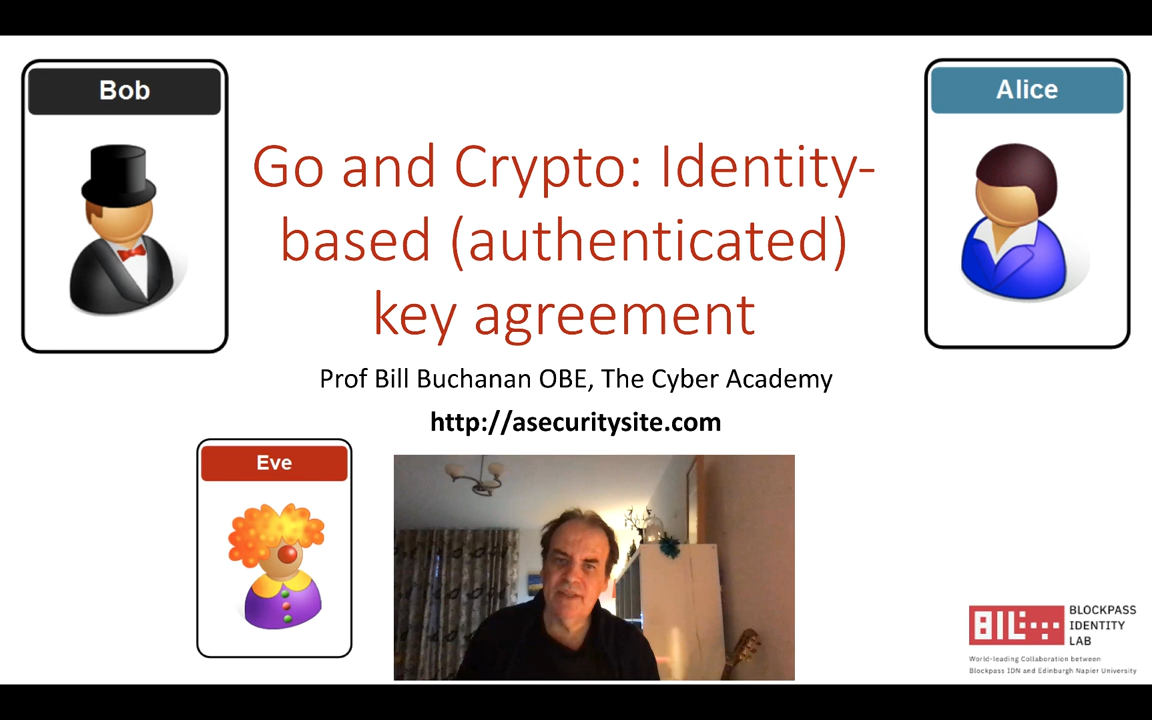 Bob
Alice
Go and Crypto: Identity-
based (authenticated)
key agreement
Prof Bill Buchanan OBE, The Cyber Academy
http://asecuritysite.com
Eve
BIL
BLOCKPASS
IDENTITY
LAB
World-leading Collaboration between
Blockpass IDN and Edinburgh Napier University